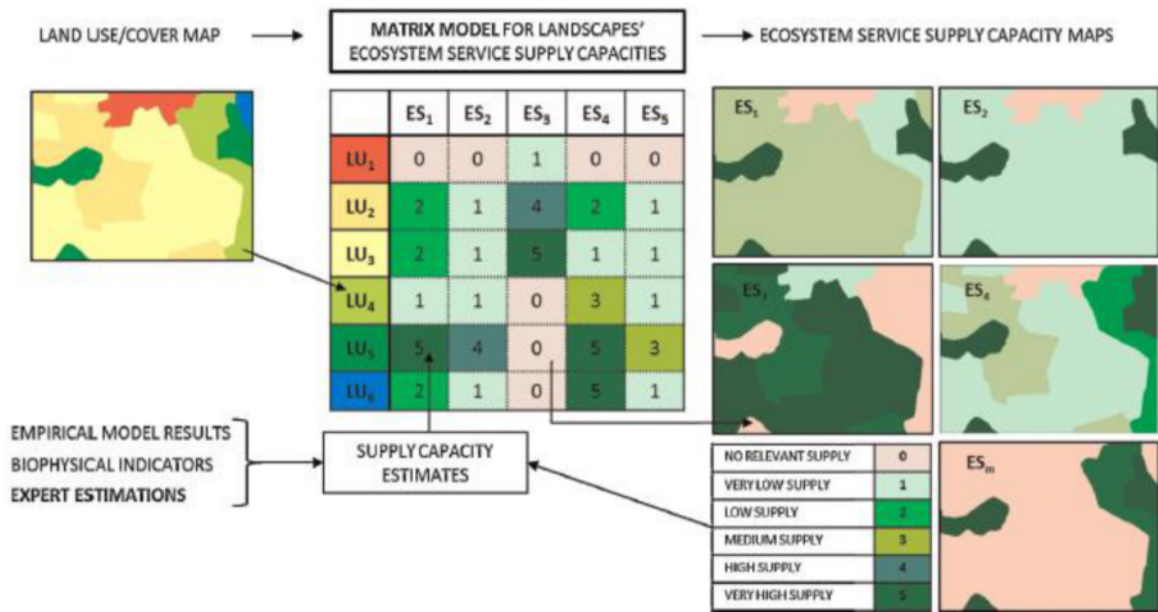 LAND USE/COVER MAP
MATRIX MODEL FOR LANDSCAPES'
ECOSYSTEM SERVICE SUPPLY CAPACITIES
ECOSYSTEM SERVICE SUPPLY CAPACITY MAPS
ES₁ ES₂ ES₃ ES₄ ES₅
LU₁ 0 0 1 0 0
LU₂ 2 1 4 2 1
LU₃ 2 1 5 1 1
LU₄ 1 1 0 3 1
LU₅ 5 4 0 5 3
LU₆ 2 1 0 5 1
ES₁
ES₂
ES₃
ES₄
ESₘ
EMPIRICAL MODEL RESULTS
BIOPHYSICAL INDICATORS
EXPERT ESTIMATIONS
SUPPLY CAPACITY
ESTIMATES
NO RELEVANT SUPPLY 0
VERY LOW SUPPLY 1
LOW SUPPLY 2
MEDIUM SUPPLY 3
HIGH SUPPLY 4
VERY HIGH SUPPLY 5